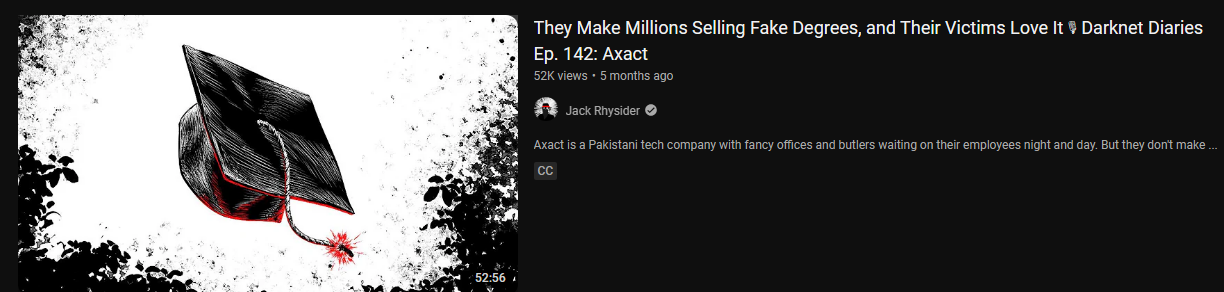 They Make Millions Selling Fake Degrees, and Their Victims Love It🎙Darknet Diaries
Ep. 142: Axact
52K views • 5 months ago
Jack Rhysider
Axact is a Pakistani tech company with fancy offices and butlers waiting on their employees night and day. But they don't make ...
CC
52:56